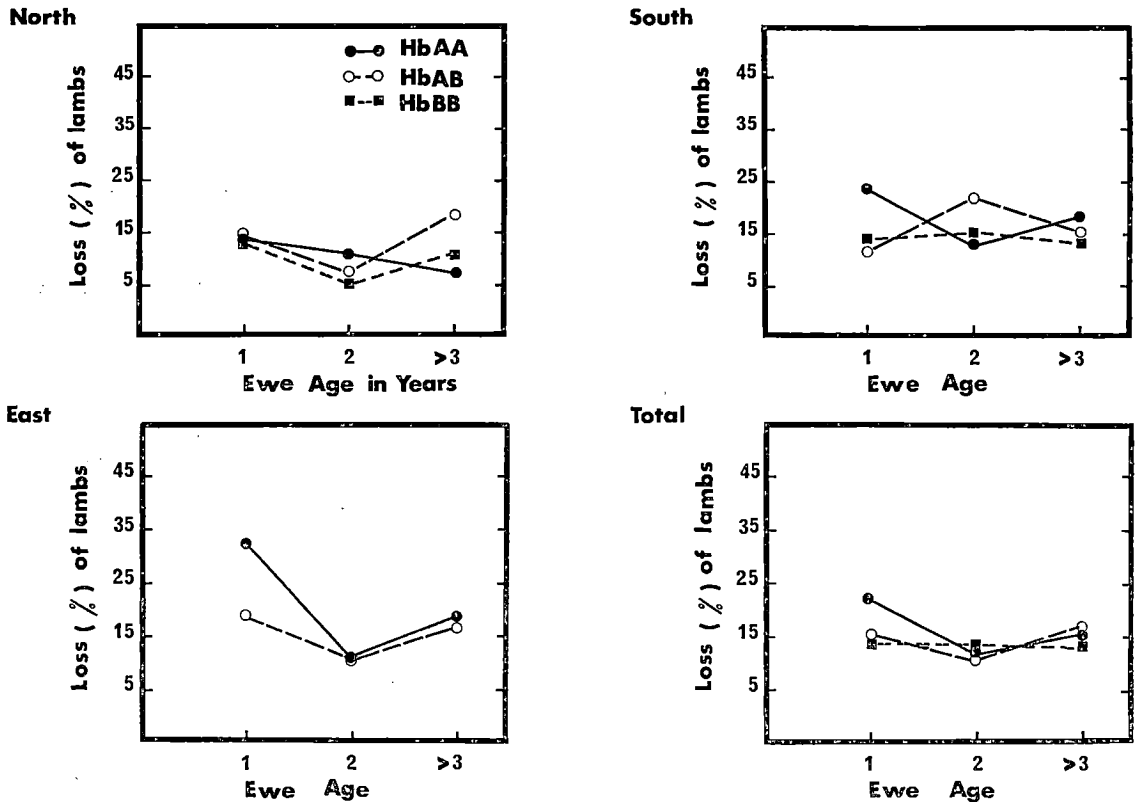 North
HbAA
HbAB
HbBB
Loss (%) of lambs
45
35
25
15
5
1 2 >3
Ewe Age in Years
South
Loss (%) of lambs
45
35
25
15
5
1 2 >3
Ewe Age
East
Loss (%) of lambs
45
35
25
15
5
1 2 >3
Ewe Age
Total
Loss (%) of lambs
45
35
25
15
5
1 2 >3
Ewe Age